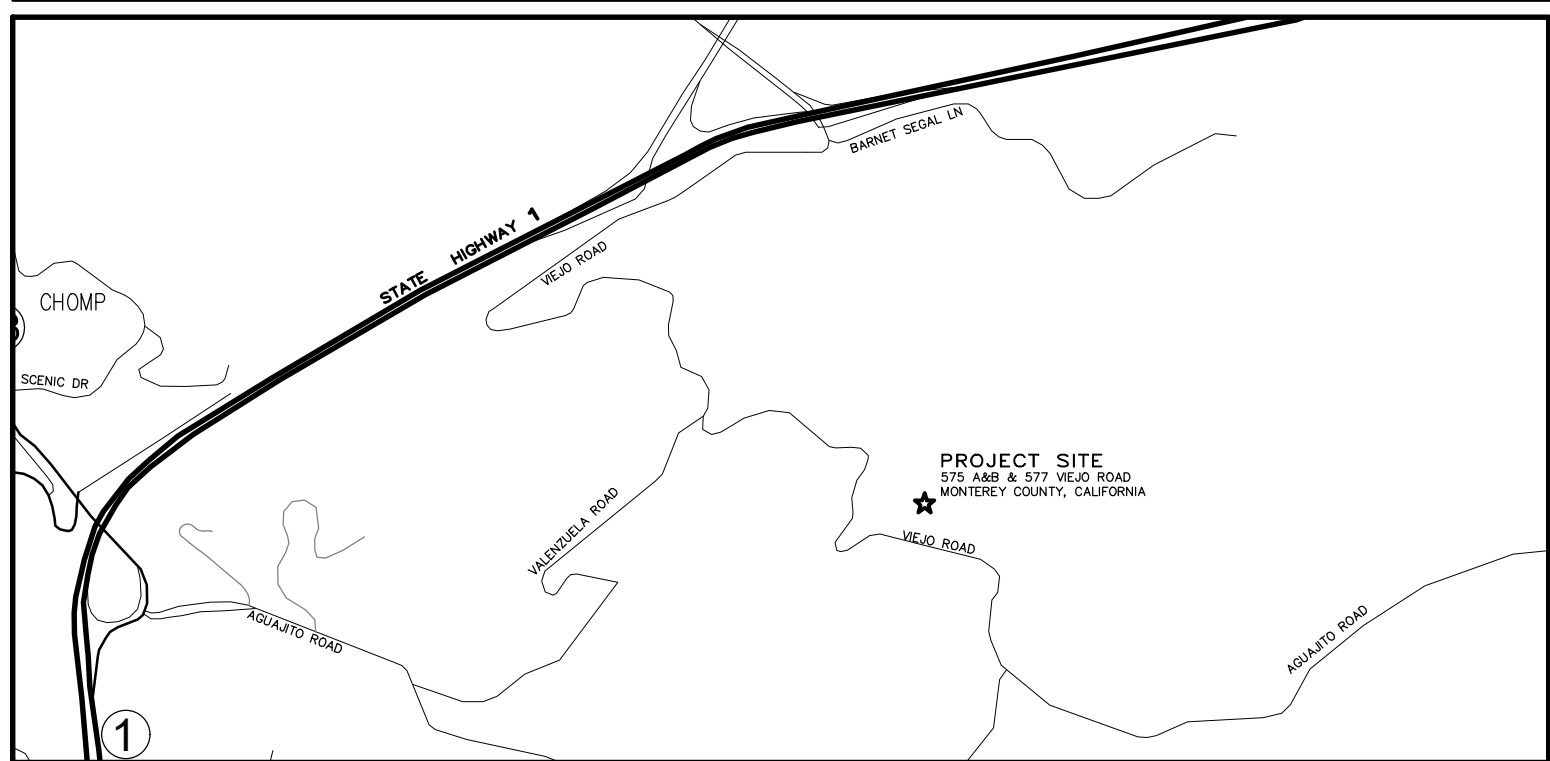 BARNET SEGAL LN
STATE HIGHWAY 1
VIEJO ROAD
CHOMP
SCENIC DR
PROJECT SITE
575 A&B & 577 VIEJO ROAD
MONTEREY COUNTY, CALIFORNIA
VALENZUELA ROAD
VIEJO ROAD
AGUAJITO ROAD
AGUAJITO ROAD
1